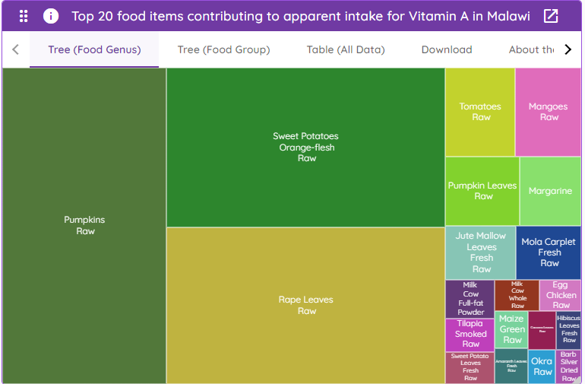 Top 20 food items contributing to apparent intake for Vitamin A in Malawi
Tree (Food Genus)
Tree (Food Group)
Table (All Data)
Download
About the
Pumpkins
Raw
Sweet Potatoes
Orange-flesh
Raw
Rape Leaves
Raw
Tomatoes
Raw
Mangoes
Raw
Pumpkin Leaves
Raw
Margarine
Jute Mallow
Leaves
Fresh
Raw
Mola Carplet
Fresh
Raw
Milk
Cow
Full-fat
Powder
Milk
Cow
Whole
Raw
Egg
Chicken
Raw
Tilapia
Smoked
Raw
Maize
Green
Raw
Hibiscus
Leaves
Fresh
Raw
Sweet Potato
Leaves
Fresh
Raw
Amaranth Leaves
Fresh
Raw
Okra
Raw
Barb
Silver
Dried
Raw